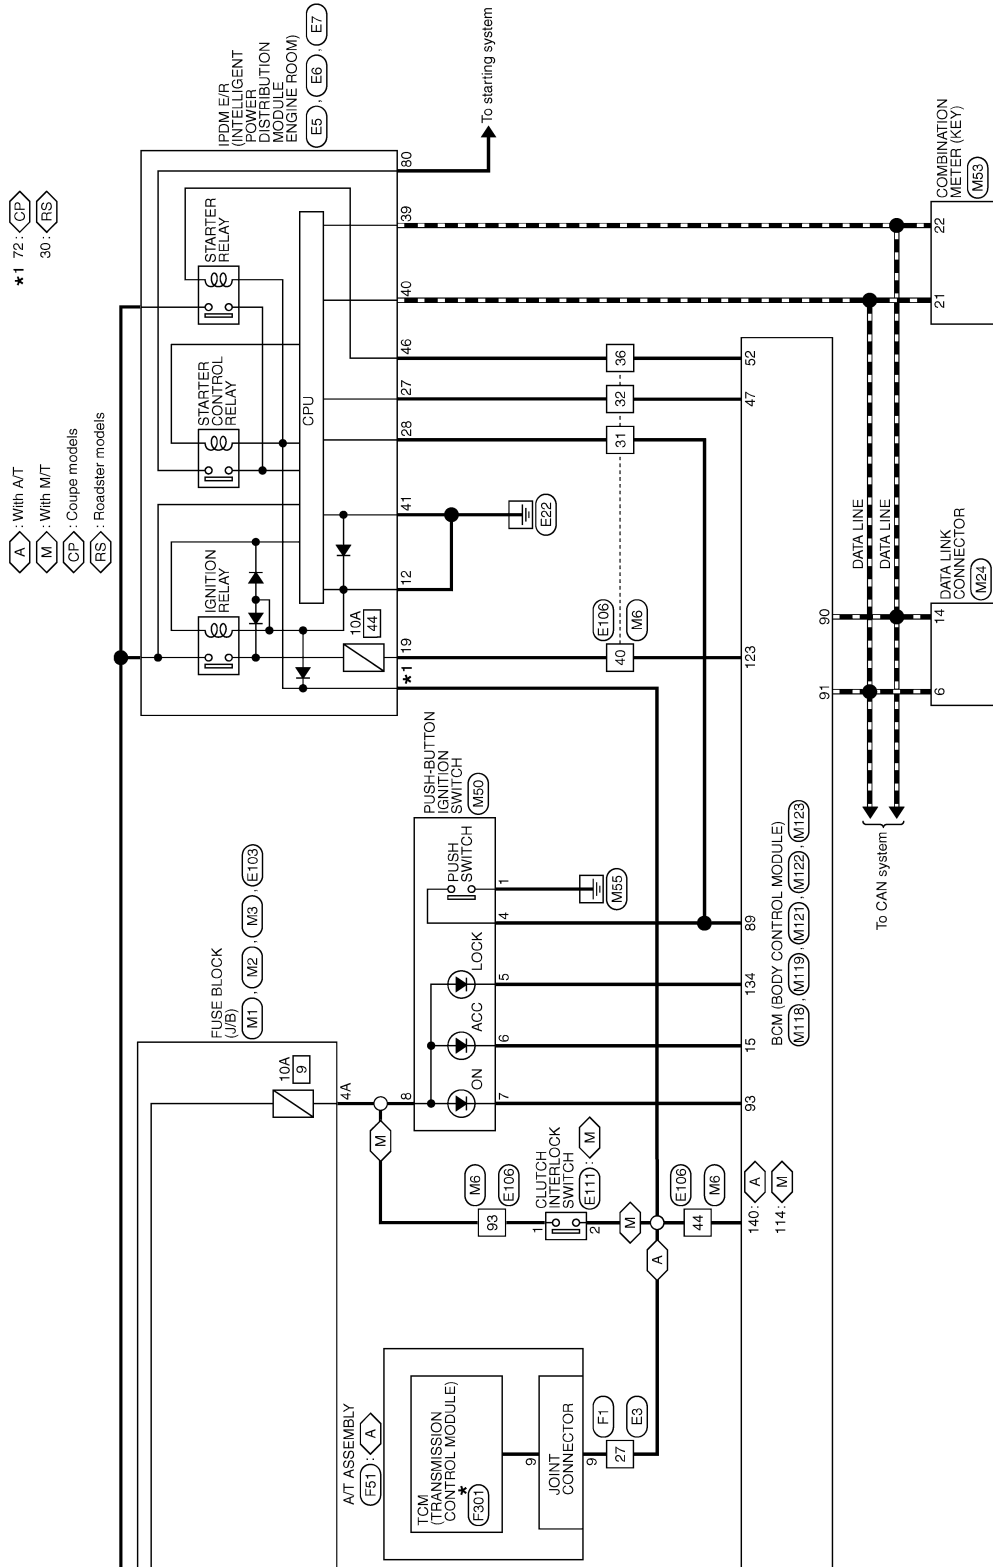 ★1 72 : CP
30 : RS
A : With A/T
M : With M/T
CP : Coupe models
RS : Roadster models
IPDM E/R
(INTELLIGENT
POWER
DISTRIBUTION
MODULE
ENGINE ROOM)
E5 , E6 , E7
To starting system
STARTER
RELAY
STARTER
CONTROL
RELAY
IGNITION
RELAY
CPU
10A
44
80
39
40
46
27
28
41
12
19
★1
E22
36
32
31
40
E106
M6
52
47
123
COMBINATION
METER (KEY)
M53
22
21
DATA LINE
DATA LINE
DATA LINK
CONNECTOR
M24
14
6
90
91
To CAN system
PUSH-BUTTON
IGNITION
SWITCH
M50
PUSH
SWITCH
LOCK
ACC
ON
1
4
5
6
7
8
M55
89
134
15
93
BCM (BODY CONTROL MODULE)
M118 , M119 , M121 , M122 , M123
FUSE BLOCK
(J/B)
M1 , M2 , M3 , E103
10A
9
4A
M
M6
E106
93
CLUTCH
INTERLOCK
SWITCH
E111 : M
1
2
M
A
E106
M6
44
140 : A
114 : M
A/T ASSEMBLY
F51 : A
TCM
(TRANSMISSION
CONTROL MODULE)
★
F301
9
JOINT
CONNECTOR
9
F1
E3
27